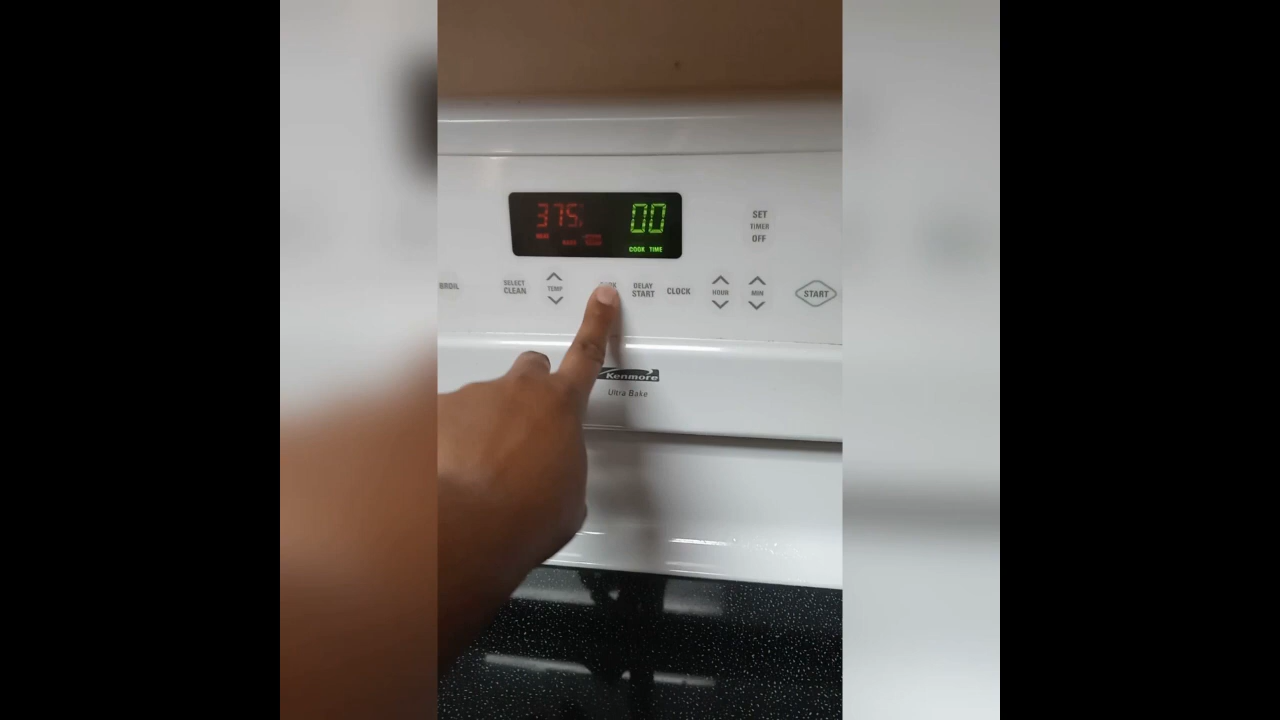 375
00
COOK TIME
SET
TIMER
OFF
BROIL
SELECT
CLEAN
TEMP
DELAY
START
CLOCK
HOUR
MIN
START
Kenmore
Ultra Bake